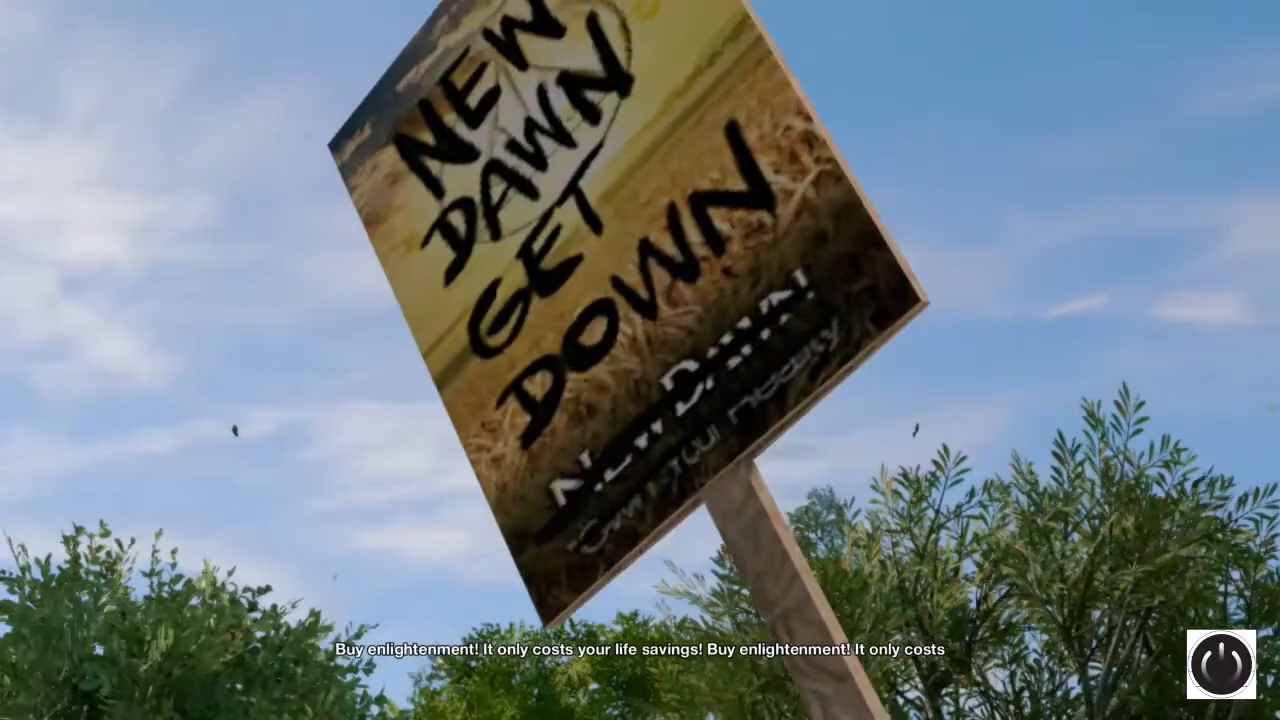 NEW
DAWN
GET
DOWN
Buy enlightenment! It only costs your life savings! Buy enlightenment! It only costs